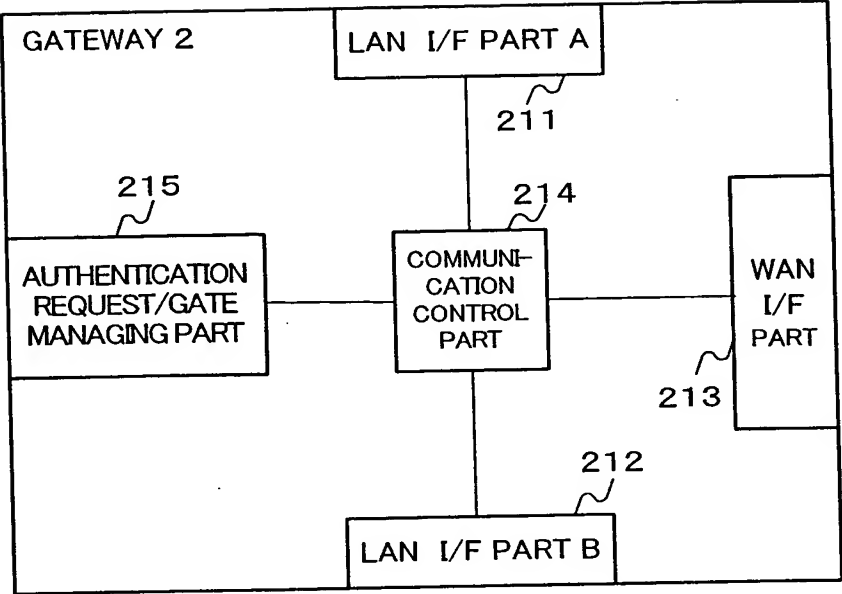 GATEWAY 2
LAN I/F PART A
211
215
214
AUTHENTICATION
REQUEST/GATE
MANAGING PART
COMMUNI-
CATION
CONTROL
PART
WAN
I/F
PART
213
212
LAN I/F PART B